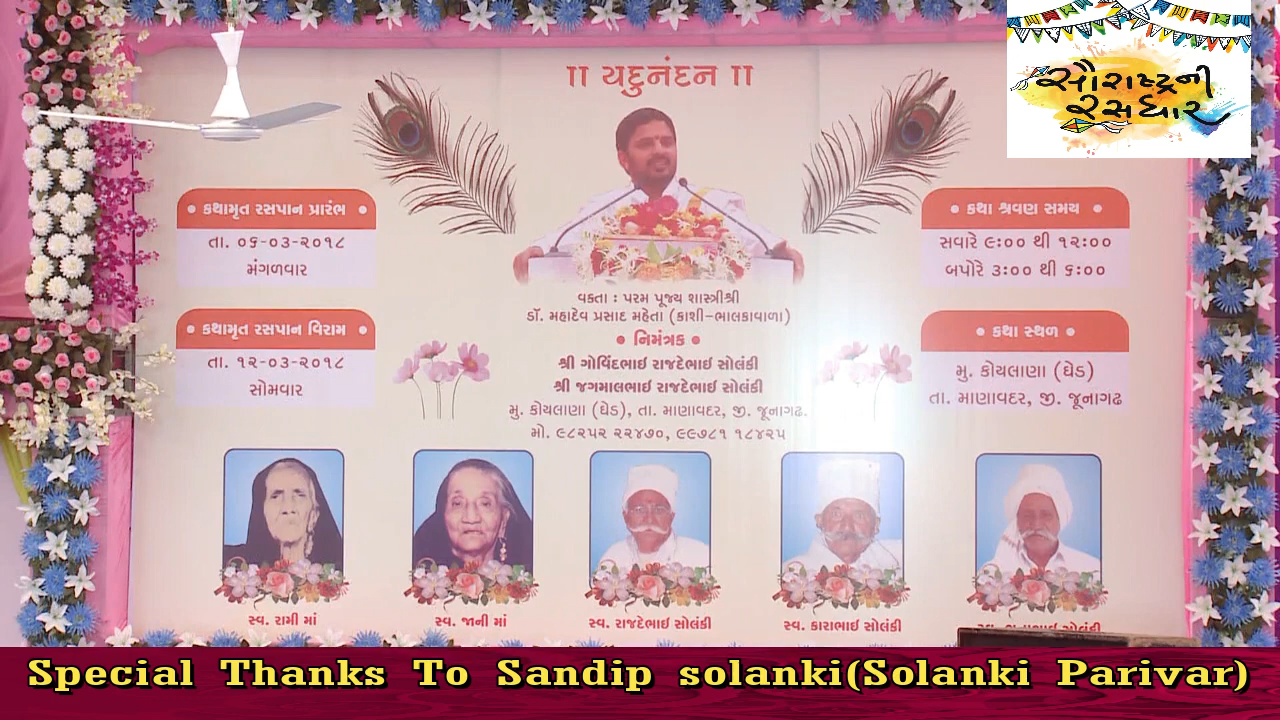 ॥ યદુનંદન ॥
સૌરાષ્ટ્રની
રસધાર
કથામૃત રસપાન પ્રારંભ
તા. ૦૬-૦૩-૨૦૧૮
મંગળવાર
કથામૃત રસપાન વિરામ
તા. ૧૨-૦૩-૨૦૧૮
સોમવાર
વક્તા : પરમ પૂજ્ય શાસ્ત્રીશ્રી
ડૉ. મહાદેવ પ્રસાદ મહેતા (કાશી-ભાલકાવાળા)
• નિમંત્રક •
શ્રી ગોવિંદભાઇ રાજદેભાઇ સોલંકી
શ્રી જગમાલભાઇ રાજદેભાઇ સોલંકી
મુ. કોયલાણા (ઘેડ), તા. માણાવદર, જી. જૂનાગઢ.
મો. ૯૮૨૫૨ ૨૨૪૭૦, ૯૯૭૮૧ ૧૮૪૨૫
• કથા શ્રવણ સમય •
સવારે ૯:૦૦ થી ૧૨:૦૦
બપોરે ૩:૦૦ થી ૬:૦૦
• કથા સ્થળ •
મુ. કોયલાણા (ઘેડ)
તા. માણાવદર, જી. જૂનાગઢ
સ્વ. રામી માં
સ્વ. જાની માં
સ્વ. રાજદેભાઇ સોલંકી
સ્વ. કારાભાઇ સોલંકી
Special Thanks To Sandip solanki(Solanki Parivar)